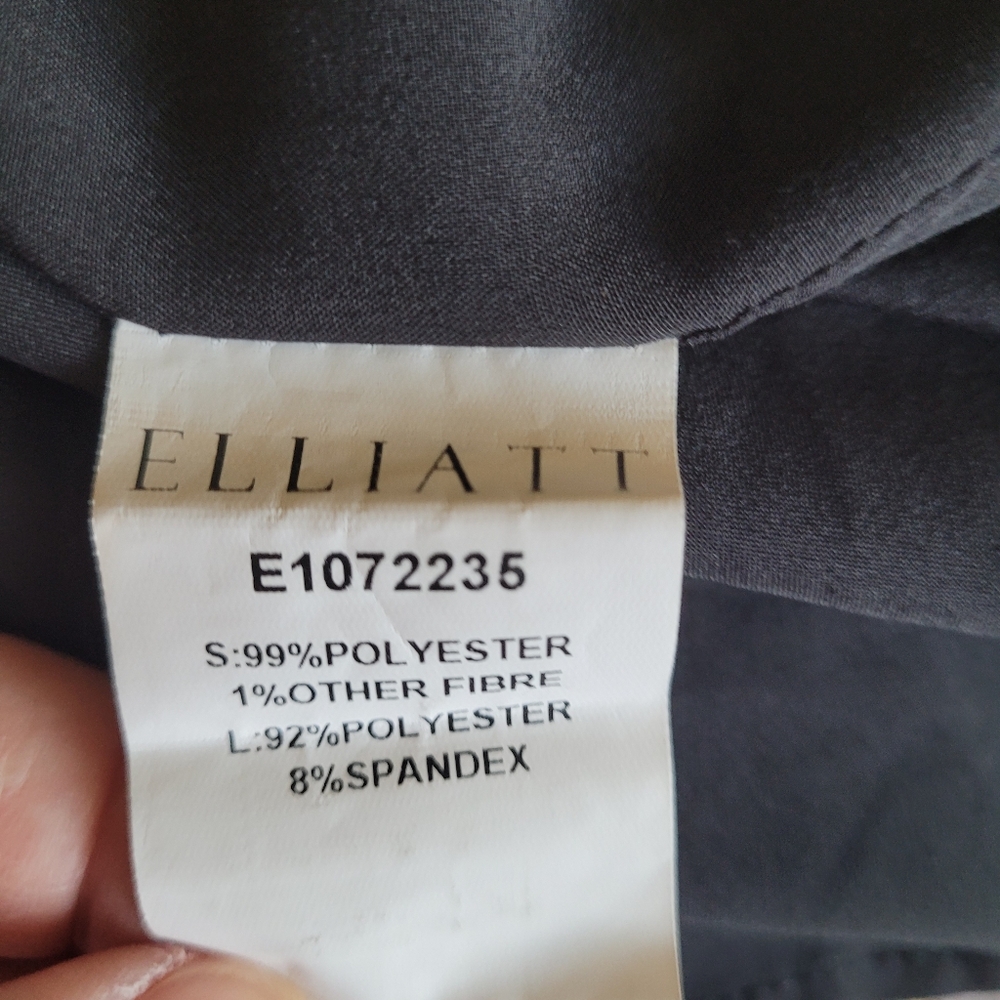 ELLIATT
E1072235
S:99%POLYESTER
1%OTHER FIBRE
L:92%POLYESTER
8%SPANDEX